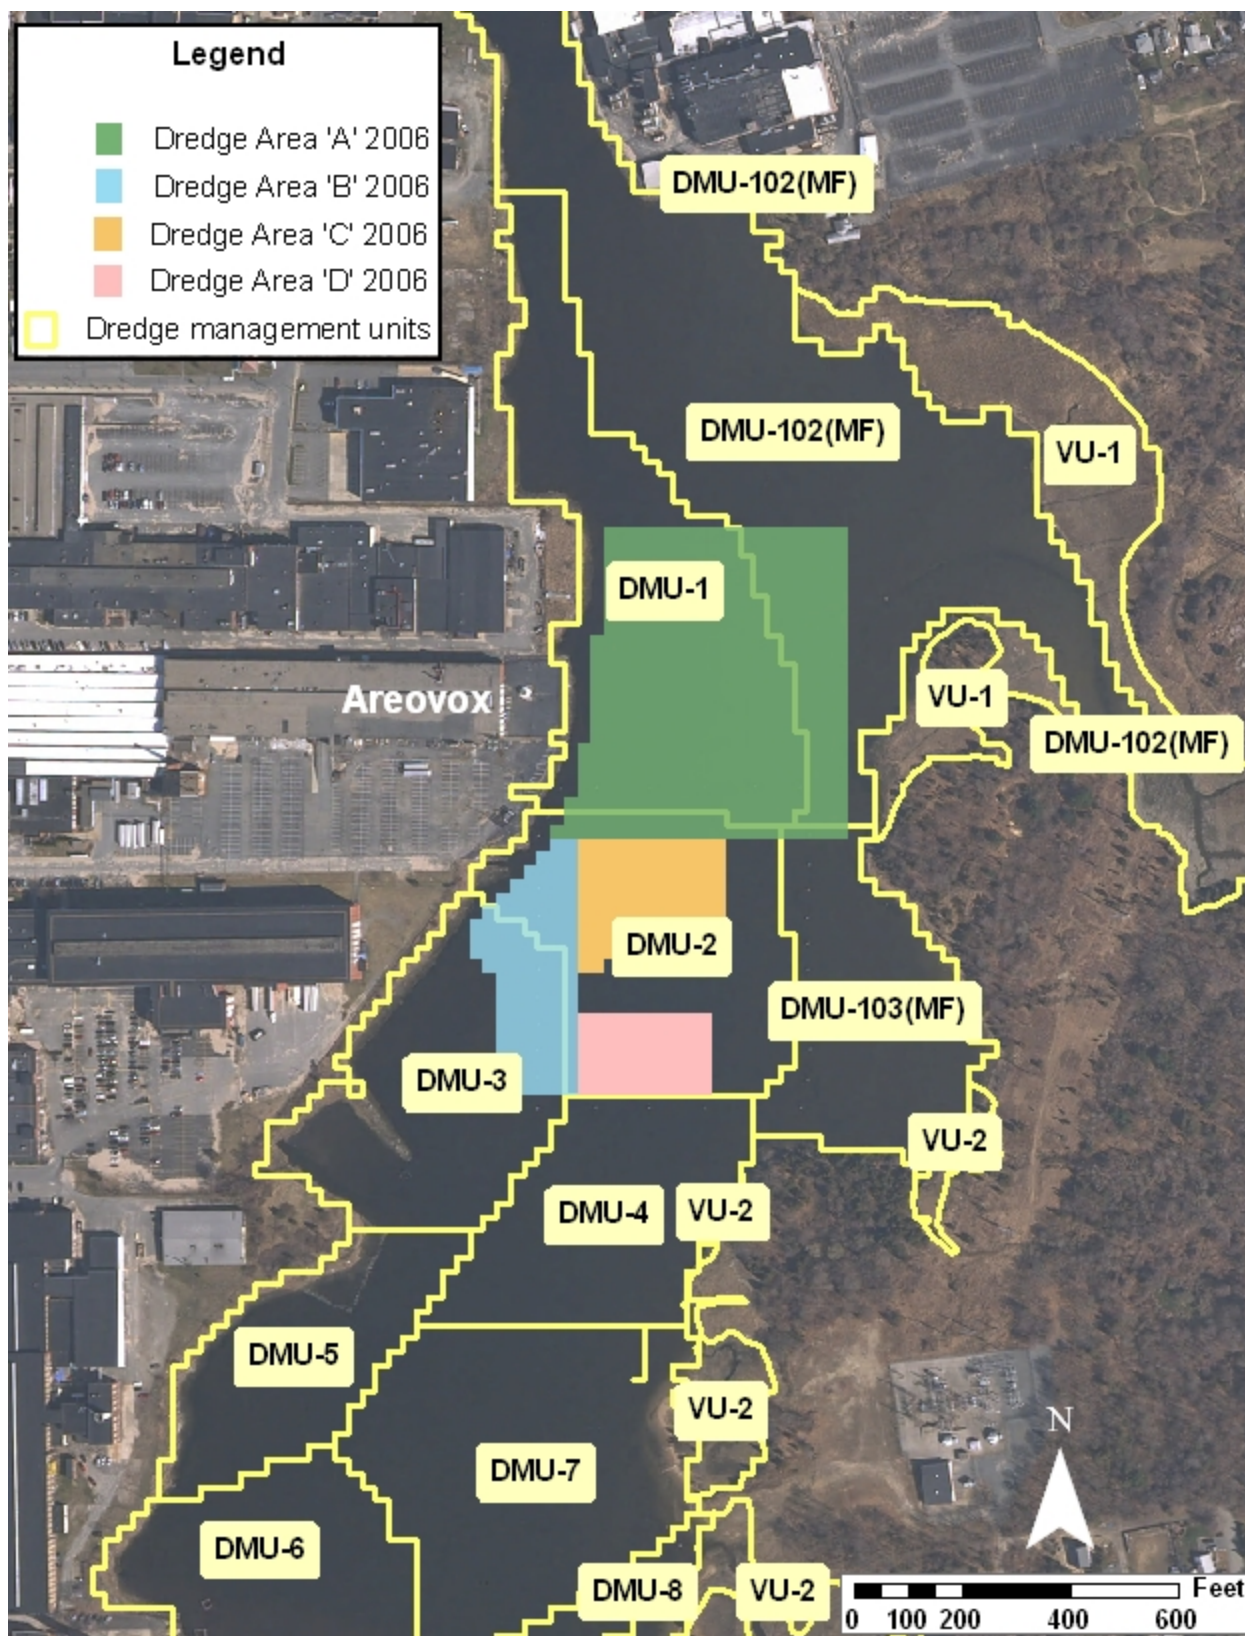 Legend
Dredge Area 'A' 2006
Dredge Area 'B' 2006
Dredge Area 'C' 2006
Dredge Area 'D' 2006
Dredge management units
DMU-102(MF)
DMU-102(MF)
VU-1
DMU-1
VU-1
Areovox
DMU-102(MF)
DMU-2
DMU-103(MF)
DMU-3
VU-2
DMU-4
VU-2
DMU-5
VU-2
N
DMU-7
DMU-6
DMU-8
VU-2
Feet
0 100 200 400 600